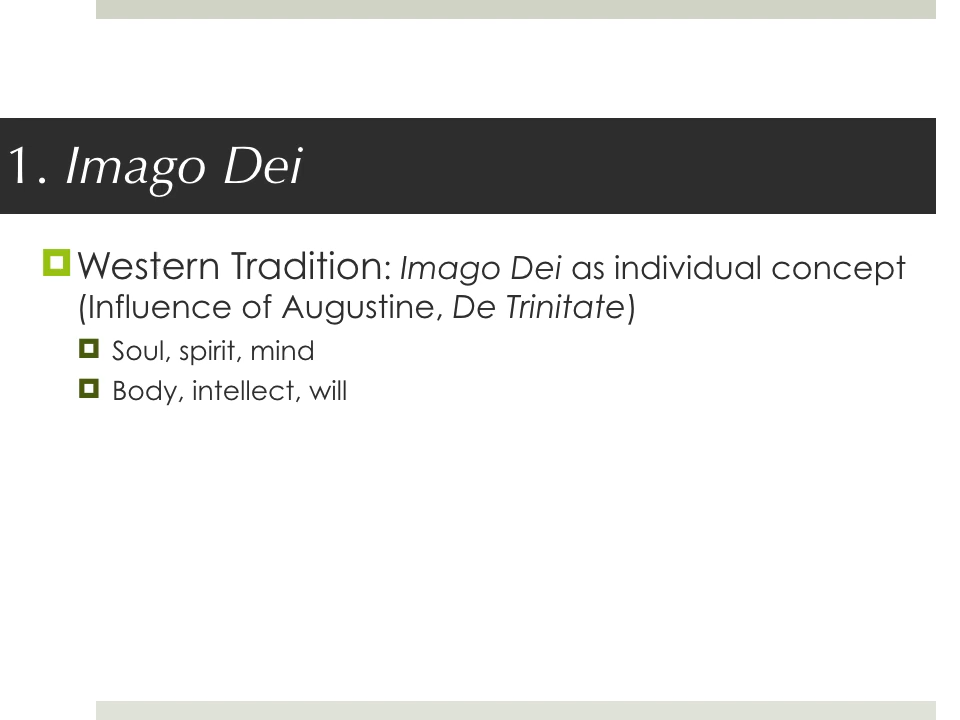 1. Imago Dei
Western Tradition: Imago Dei as individual concept
(Influence of Augustine, De Trinitate)
Soul, spirit, mind
Body, intellect, will